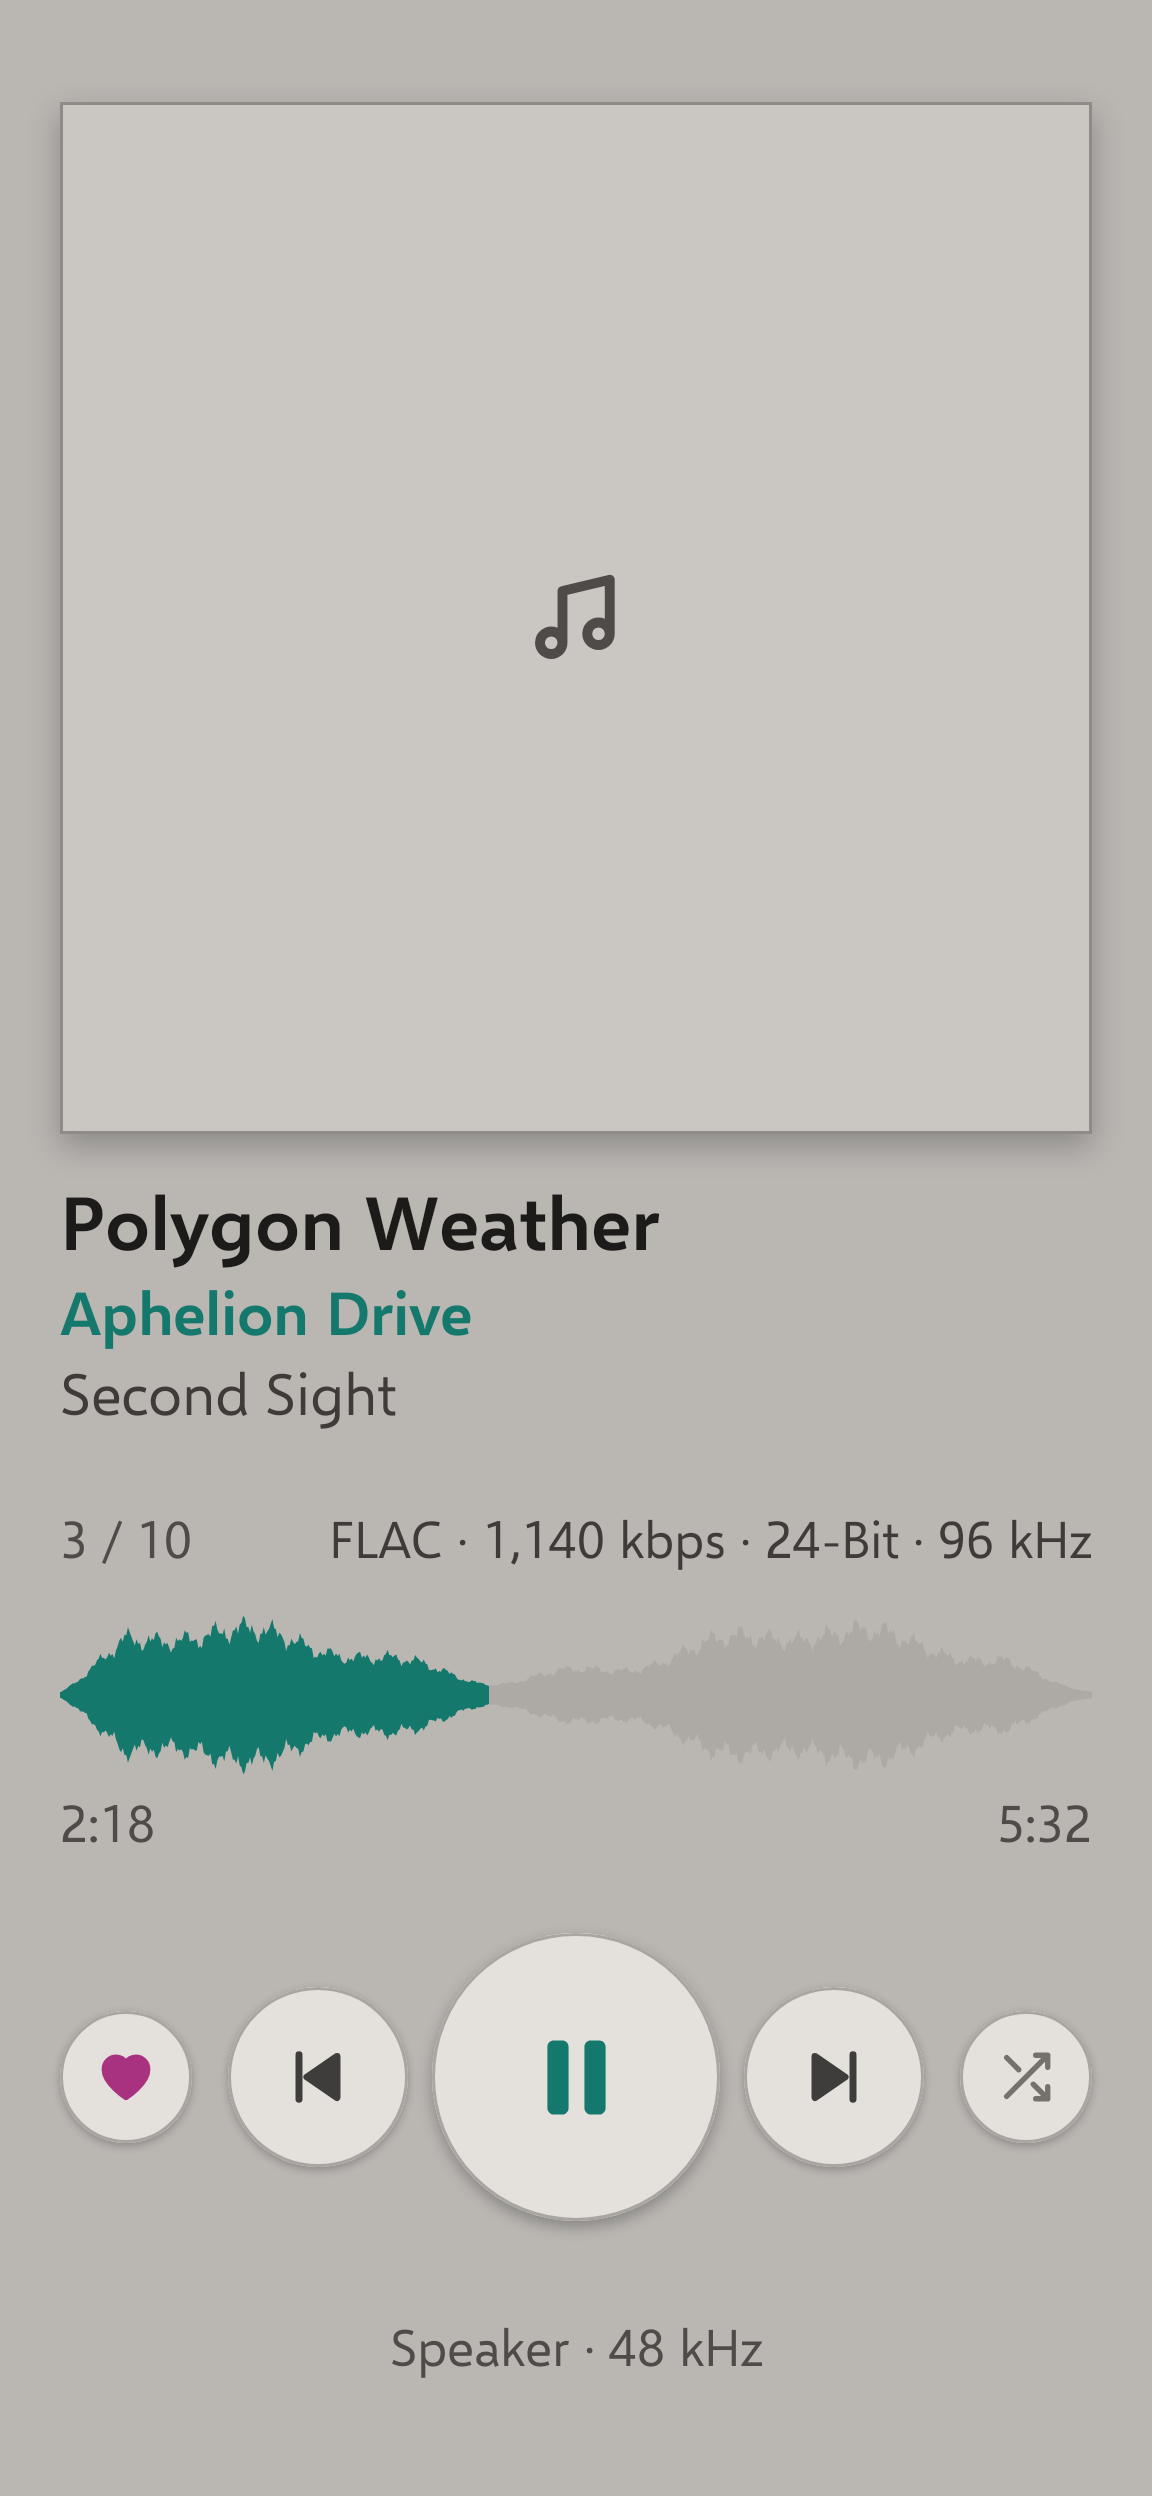 Polygon Weather
Aphelion Drive
Second Sight
3 / 10
FLAC · 1,140 kbps · 24-Bit · 96 kHz
2:18
5:32
Speaker · 48 kHz